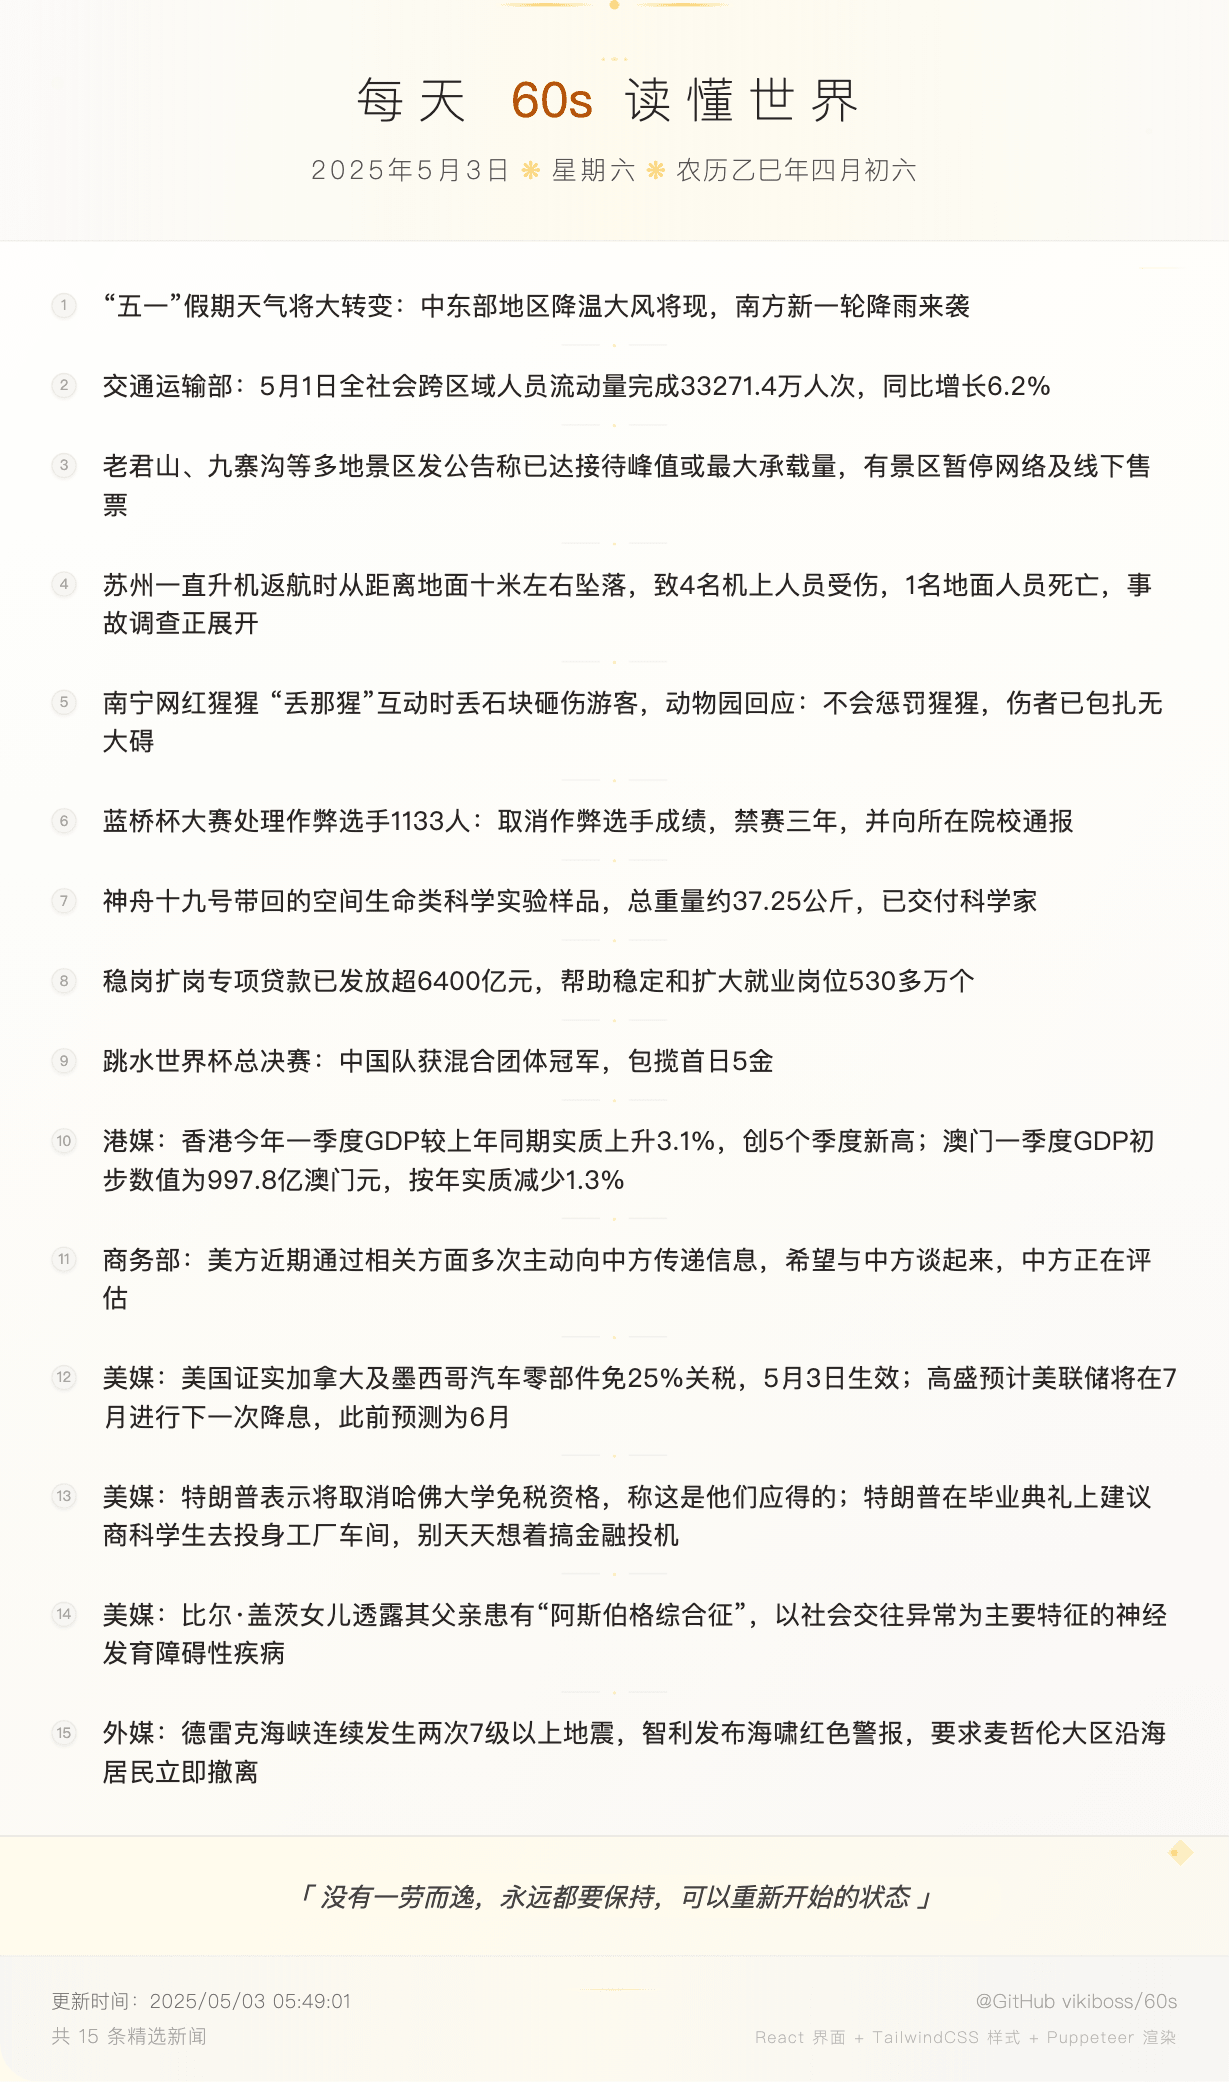 每天 60s 读懂世界
2025年5月3日 ❋ 星期六 ❋ 农历乙巳年四月初六
1 “五一”假期天气将大转变：中东部地区降温大风将现，南方新一轮降雨来袭
2 交通运输部：5月1日全社会跨区域人员流动量完成33271.4万人次，同比增长6.2%
3 老君山、九寨沟等多地景区发公告称已达接待峰值或最大承载量，有景区暂停网络及线下售
票
4 苏州一直升机返航时从距离地面十米左右坠落，致4名机上人员受伤，1名地面人员死亡，事
故调查正展开
5 南宁网红猩猩 “丢那猩”互动时丢石块砸伤游客，动物园回应：不会惩罚猩猩，伤者已包扎无
大碍
6 蓝桥杯大赛处理作弊选手1133人：取消作弊选手成绩，禁赛三年，并向所在院校通报
7 神舟十九号带回的空间生命类科学实验样品，总重量约37.25公斤，已交付科学家
8 稳岗扩岗专项贷款已发放超6400亿元，帮助稳定和扩大就业岗位530多万个
9 跳水世界杯总决赛：中国队获混合团体冠军，包揽首日5金
10 港媒：香港今年一季度GDP较上年同期实质上升3.1%，创5个季度新高；澳门一季度GDP初
步数值为997.8亿澳门元，按年实质减少1.3%
11 商务部：美方近期通过相关方面多次主动向中方传递信息，希望与中方谈起来，中方正在评
估
12 美媒：美国证实加拿大及墨西哥汽车零部件免25%关税，5月3日生效；高盛预计美联储将在7
月进行下一次降息，此前预测为6月
13 美媒：特朗普表示将取消哈佛大学免税资格，称这是他们应得的；特朗普在毕业典礼上建议
商科学生去投身工厂车间，别天天想着搞金融投机
14 美媒：比尔·盖茨女儿透露其父亲患有“阿斯伯格综合征”，以社会交往异常为主要特征的神经
发育障碍性疾病
15 外媒：德雷克海峡连续发生两次7级以上地震，智利发布海啸红色警报，要求麦哲伦大区沿海
居民立即撤离
「 没有一劳而逸，永远都要保持，可以重新开始的状态 」
更新时间：2025/05/03 05:49:01
@GitHub vikiboss/60s
共 15 条精选新闻
React 界面 + TailwindCSS 样式 + Puppeteer 渲染